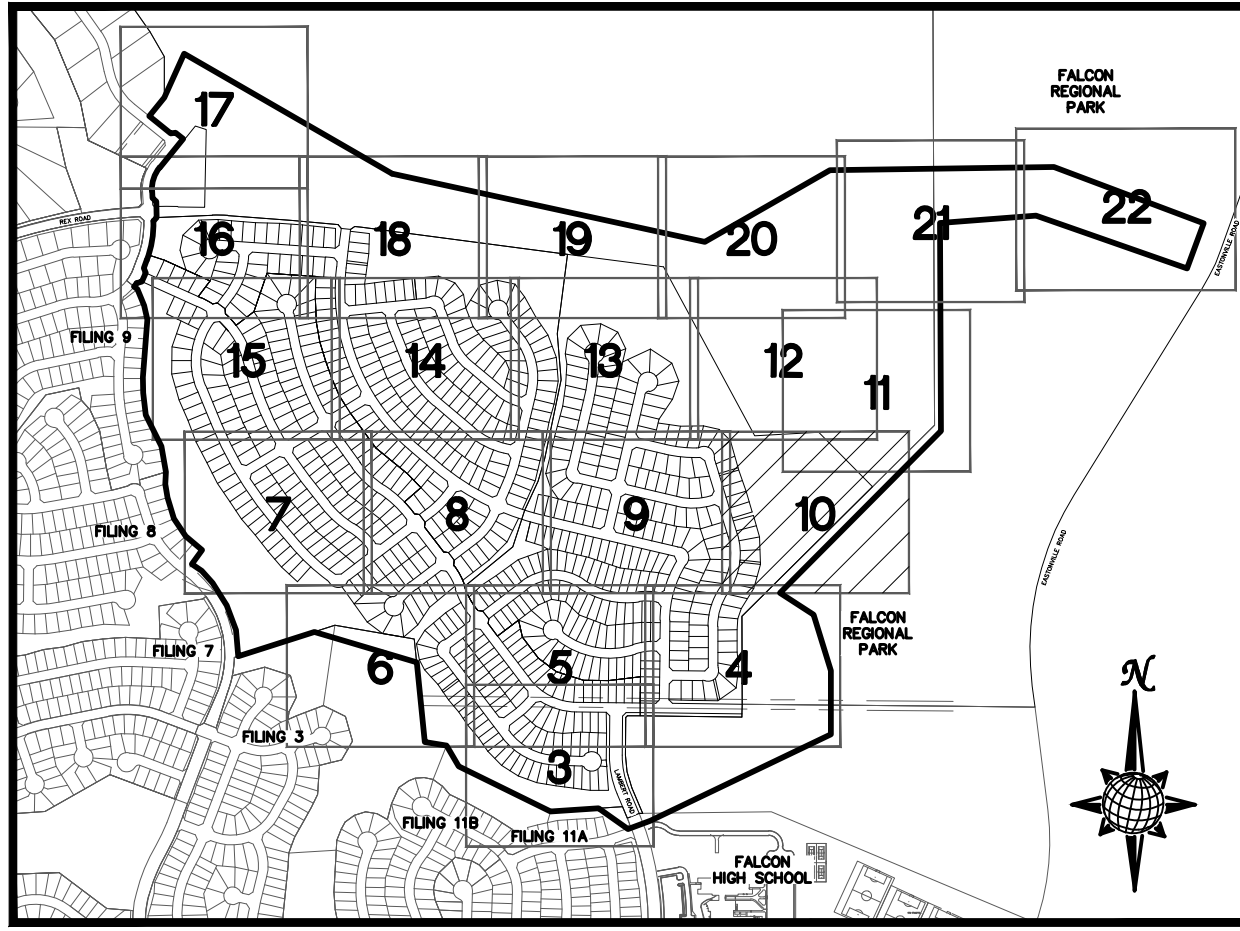 FALCON
REGIONAL
PARK
17
22
REX ROAD
16
18
19
20
21
EASTONVILLE ROAD
FILING 9
15
14
13
12
11
7
8
9
10
FILING 8
EASTONVILLE ROAD
FALCON
REGIONAL
PARK
FILING 7
6
5
4
N
FILING 3
3
LAMBERT ROAD
FILING 11B
FILING 11A
FALCON
HIGH SCHOOL